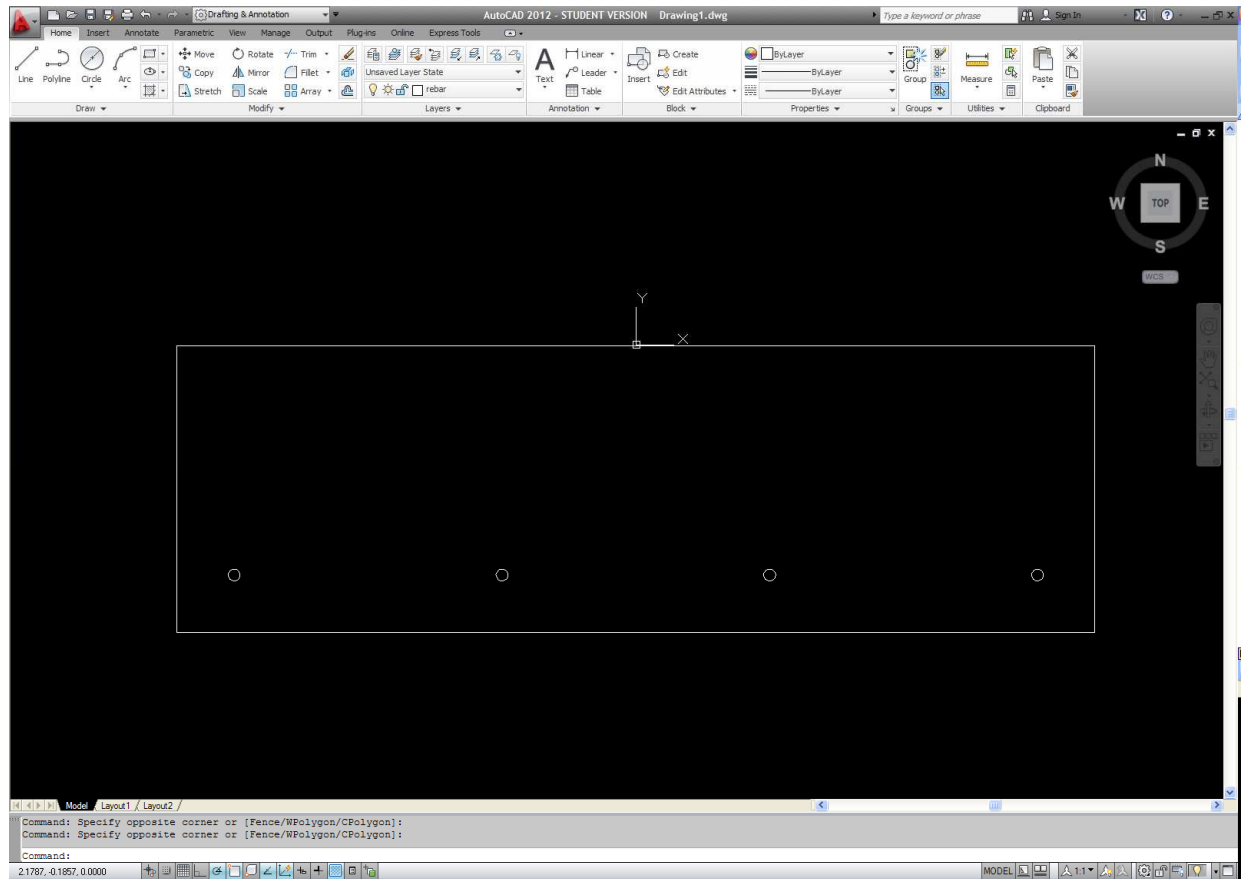 Drafting & Annotation AutoCAD 2012 - STUDENT VERSION Drawing1.dwg Type a keyword or phrase Sign In
Home Insert Annotate Parametric View Manage Output Plug-ins Online Express Tools
Line Polyline Circle Arc
Move Rotate Trim
Copy Mirror Fillet
Stretch Scale Array
Unsaved Layer State
rebar
Text
Linear
Leader
Table
Insert
Create
Edit
Edit Attributes
ByLayer
ByLayer
ByLayer
Group
Measure
Paste
Draw Modify Layers Annotation Block Properties Groups Utilities Clipboard
N
W TOP E
S
WCS
Y
X
Model Layout1 Layout2
Command: Specify opposite corner or [Fence/WPolygon/CPolygon]:
Command: Specify opposite corner or [Fence/WPolygon/CPolygon]:
Command:
2.1787, -0.1857, 0.0000 MODEL 1:1